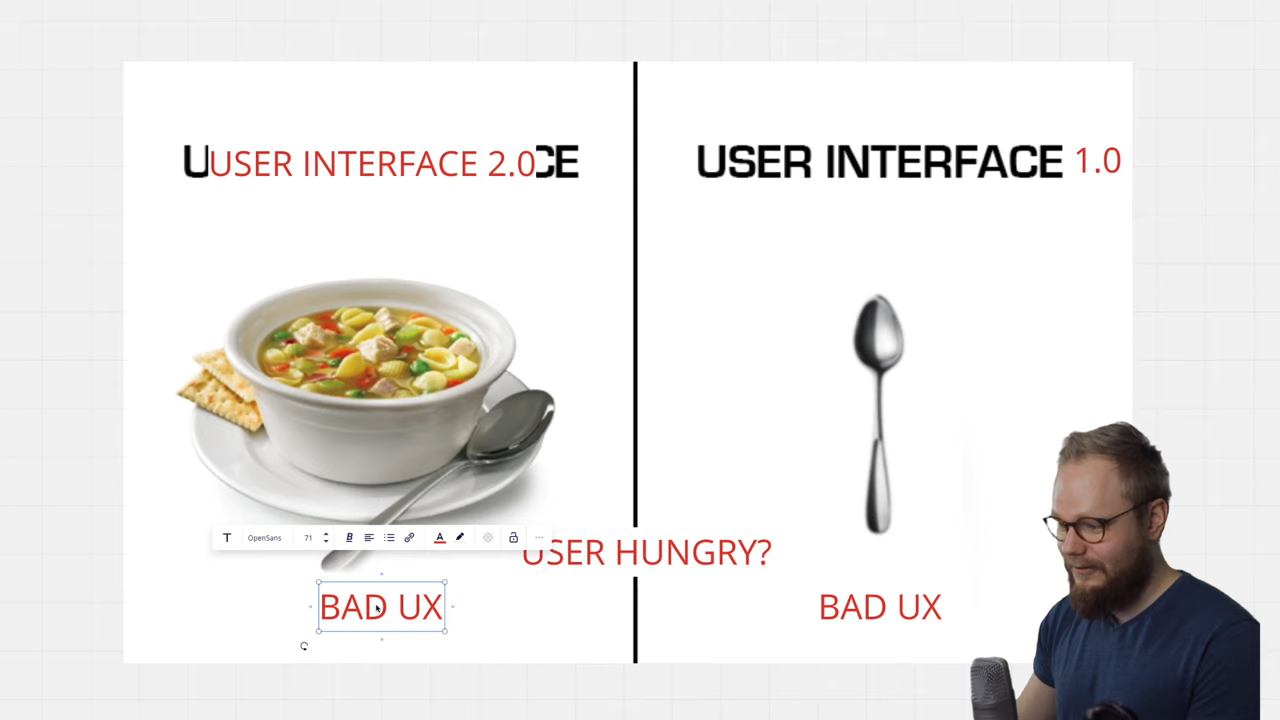 UUSER INTERFACE 2.0CE
USER INTERFACE 1.0
T OpenSans 71 B A
USER HUNGRY?
BAD UX
BAD UX